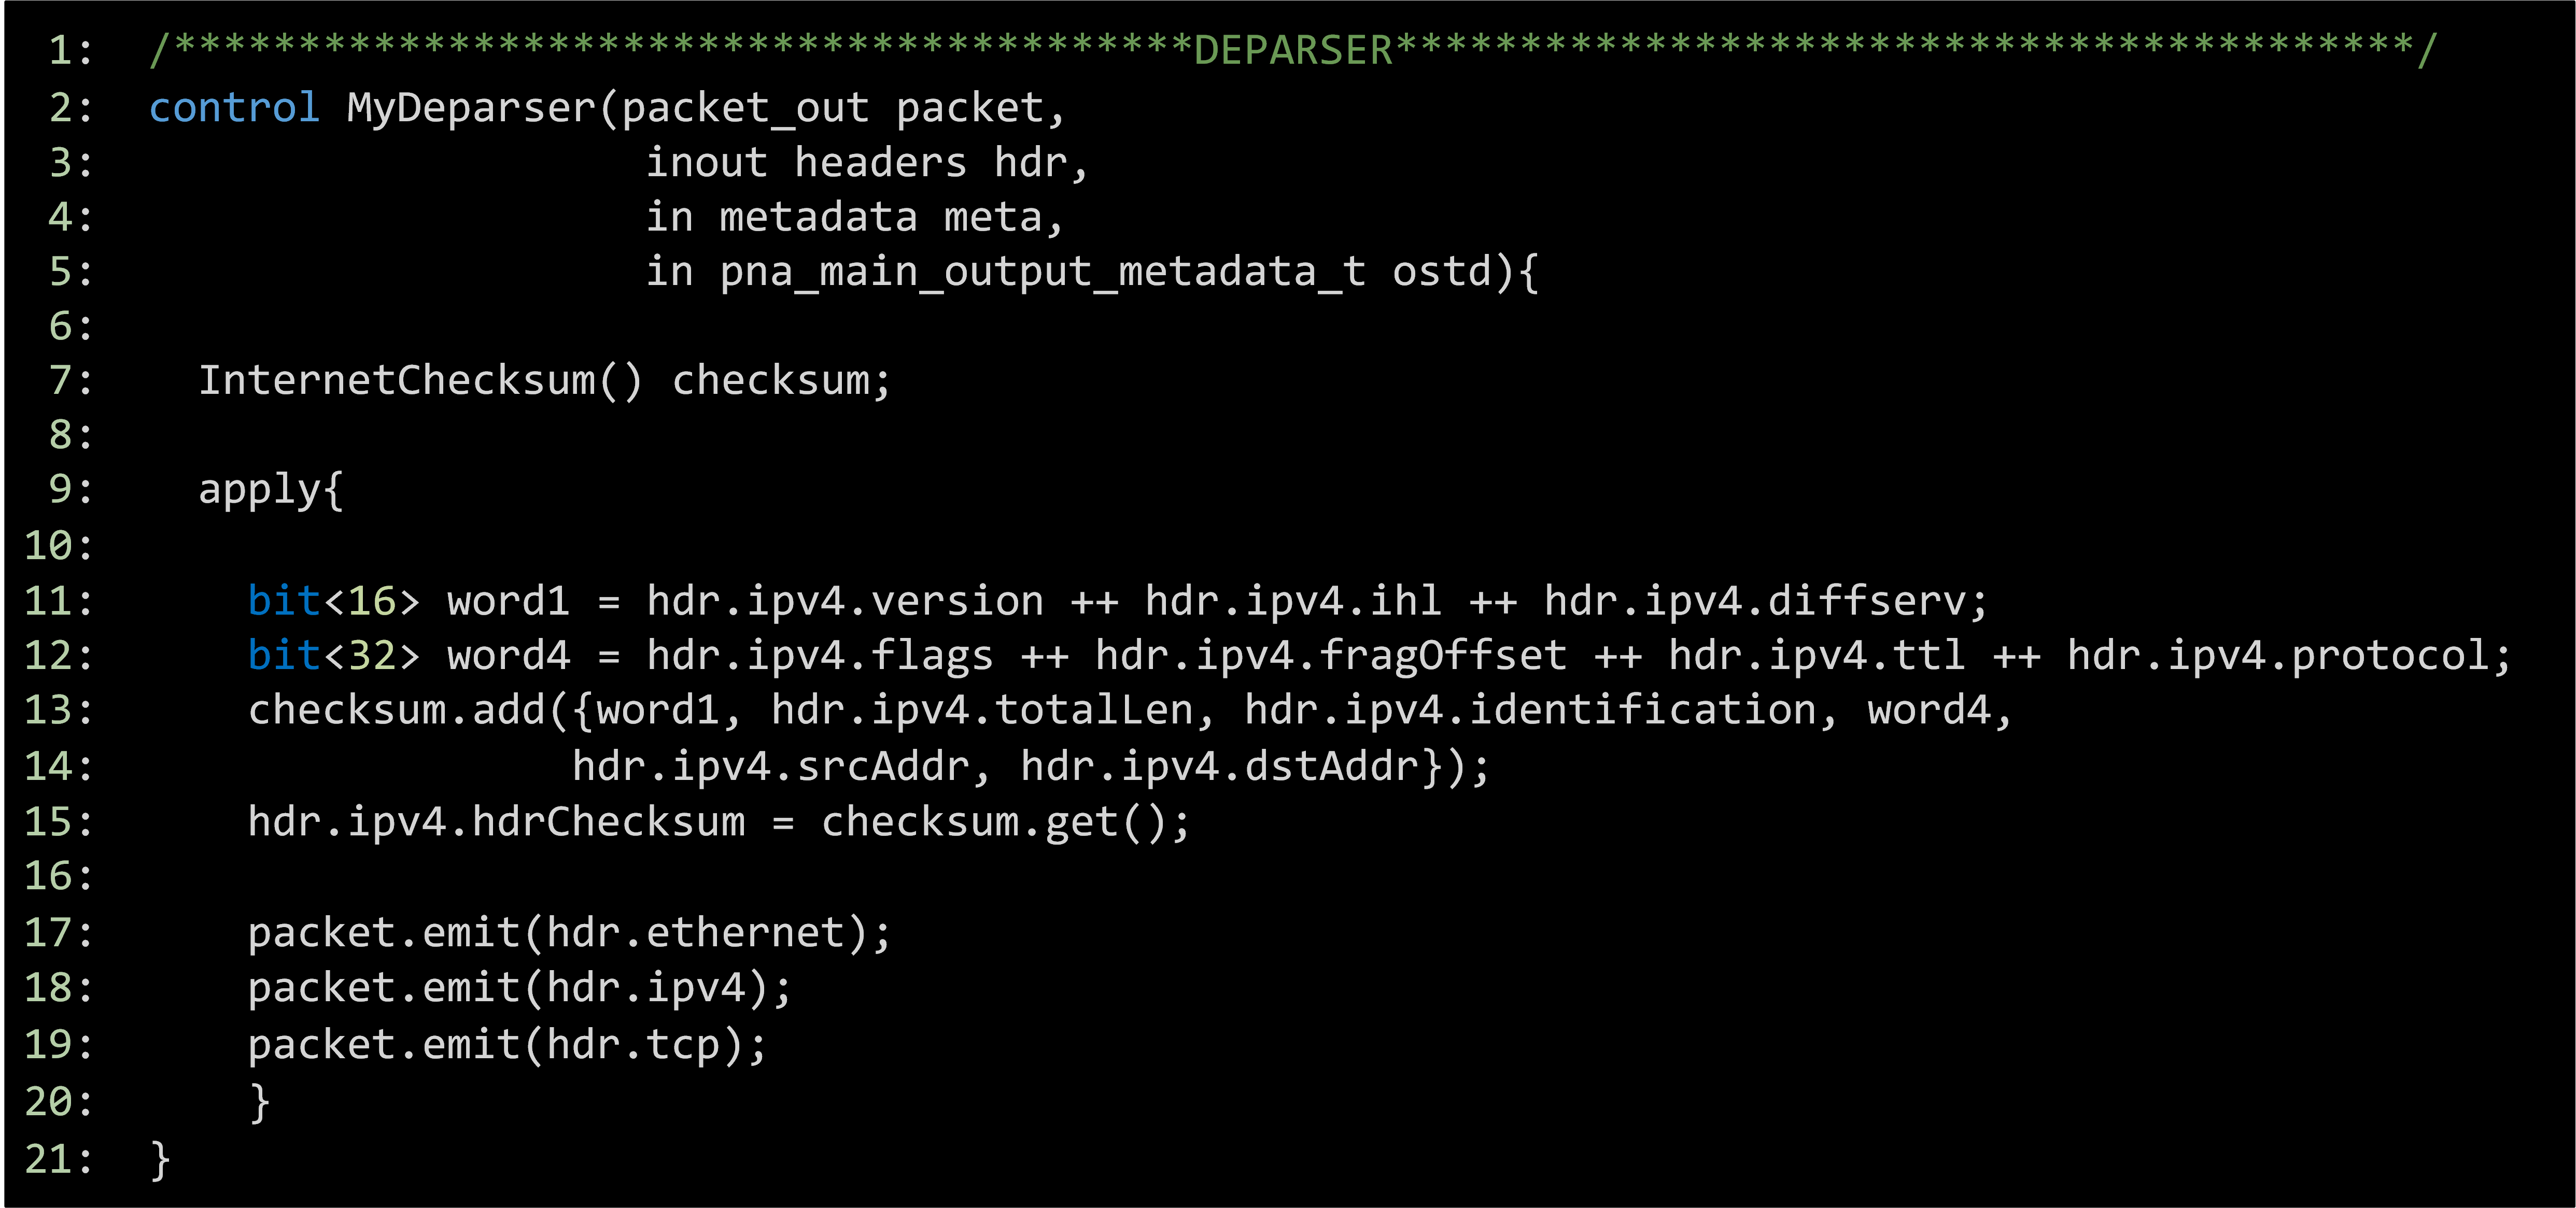 1: /*****************************************DEPARSER*****************************************/
2: control MyDeparser(packet_out packet,
3: inout headers hdr,
4: in metadata meta,
5: in pna_main_output_metadata_t ostd){
6:
7: InternetChecksum() checksum;
8:
9: apply{
10:
11: bit<16> word1 = hdr.ipv4.version ++ hdr.ipv4.ihl ++ hdr.ipv4.diffserv;
12: bit<32> word4 = hdr.ipv4.flags ++ hdr.ipv4.fragOffset ++ hdr.ipv4.ttl ++ hdr.ipv4.protocol;
13: checksum.add({word1, hdr.ipv4.totalLen, hdr.ipv4.identification, word4,
14: hdr.ipv4.srcAddr, hdr.ipv4.dstAddr});
15: hdr.ipv4.hdrChecksum = checksum.get();
16:
17: packet.emit(hdr.ethernet);
18: packet.emit(hdr.ipv4);
19: packet.emit(hdr.tcp);
20: }
21: }